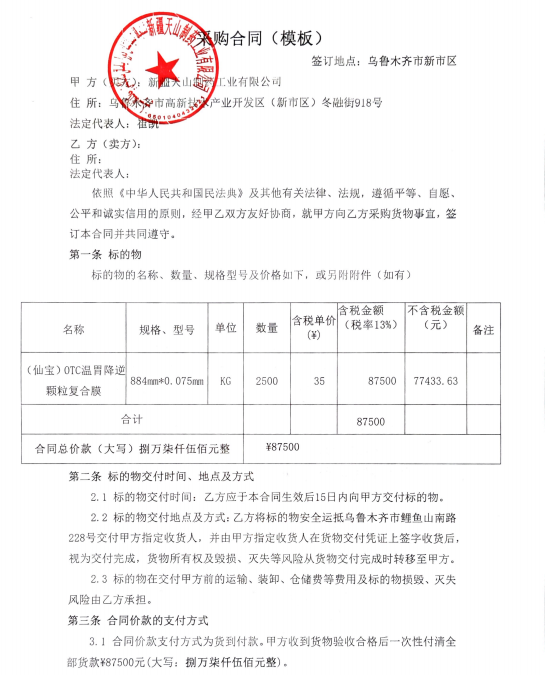 采购合同（模板）
签订地点：乌鲁木齐市新市区
甲 方（买方）：新疆天山制药工业有限公司
住 所：乌鲁木齐市高新技术产业开发区（新市区）冬融街918号
法定代表人：祖凯
乙 方（卖方）：
住 所：
法定代表人：
依照《中华人民共和国民法典》及其他有关法律、法规，遵循平等、自愿、
公平和诚实信用的原则，经甲乙双方友好协商，就甲方向乙方采购货物事宜，签
订本合同并共同遵守。
第一条 标的物
标的物的名称、数量、规格型号及价格如下，或另附附件（如有）
名称 规格、型号 单位 数量 含税单价(¥) 含税金额（税率13%） 不含税金额（元） 备注
（仙宝）OTC温胃降逆颗粒复合膜 884mm*0.075mm KG 2500 35 87500 77433.63
合计 87500
合同总价款（大写）捌万柒仟伍佰元整 ¥87500
第二条 标的物交付时间、地点及方式
2.1 标的物交付时间：乙方应于本合同生效后15日内向甲方交付标的物。
2.2 标的物交付地点及方式：乙方将标的物安全运抵乌鲁木齐市鲤鱼山南路
228号交付甲方指定收货人，并由甲方指定收货人在货物交付凭证上签字收货后，
视为交付完成，货物所有权及毁损、灭失等风险从货物交付完成时转移至甲方。
2.3 标的物在交付甲方前的运输、装卸、仓储费等费用及标的物损毁、灭失
风险由乙方承担。
第三条 合同价款的支付方式
3.1 合同价款支付方式为货到付款。甲方收到货物验收合格后一次性付清全
部货款¥87500元(大写：捌万柒仟伍佰元整)。